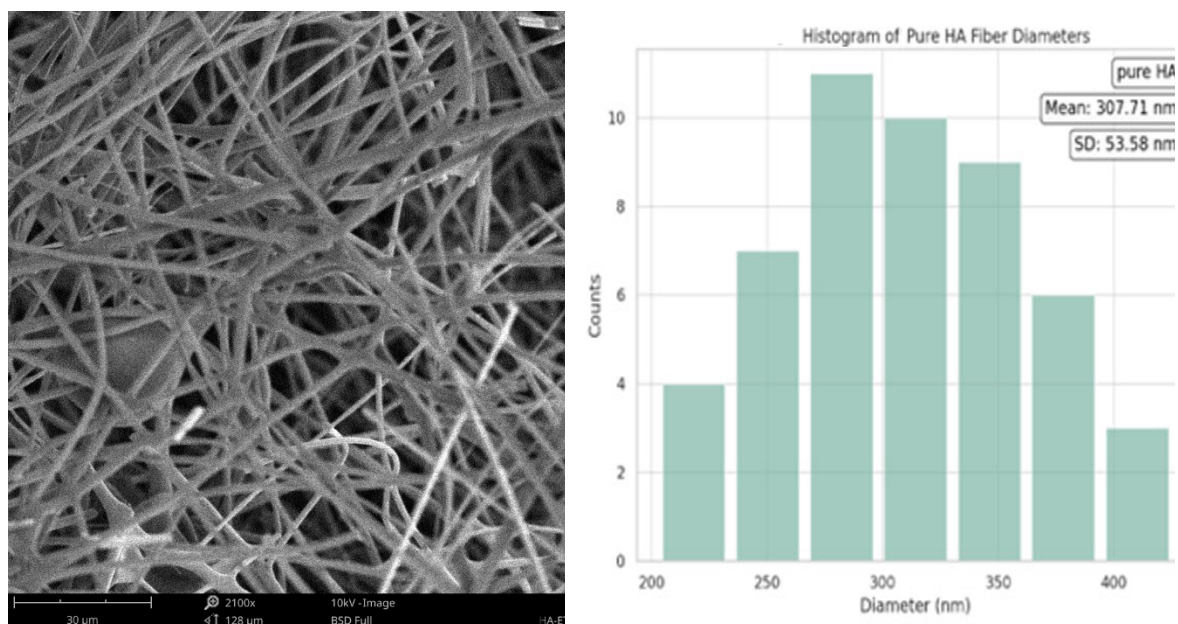 30 µm
2100x
128 µm
10kV -Image
BSD Full
Histogram of Pure HA Fiber Diameters
pure HA
Mean: 307.71 nm
SD: 53.58 nm
Counts
10
8
6
4
2
0
200 250 300 350 400
Diameter (nm)